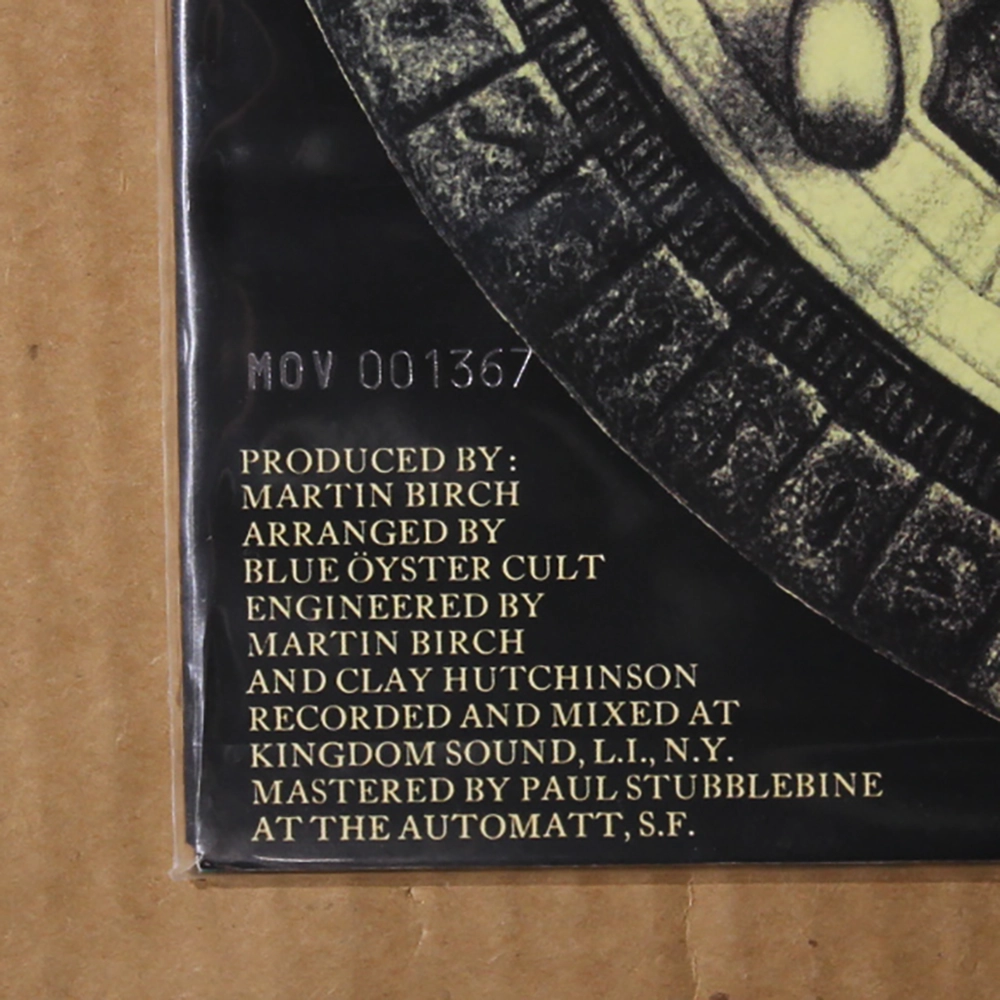 MOV 001367
PRODUCED BY:
MARTIN BIRCH
ARRANGED BY
BLUE ÖYSTER CULT
ENGINEERED BY
MARTIN BIRCH
AND CLAY HUTCHINSON
RECORDED AND MIXED AT
KINGDOM SOUND, L.I., N.Y.
MASTERED BY PAUL STUBBLEBINE
AT THE AUTOMATT, S.F.